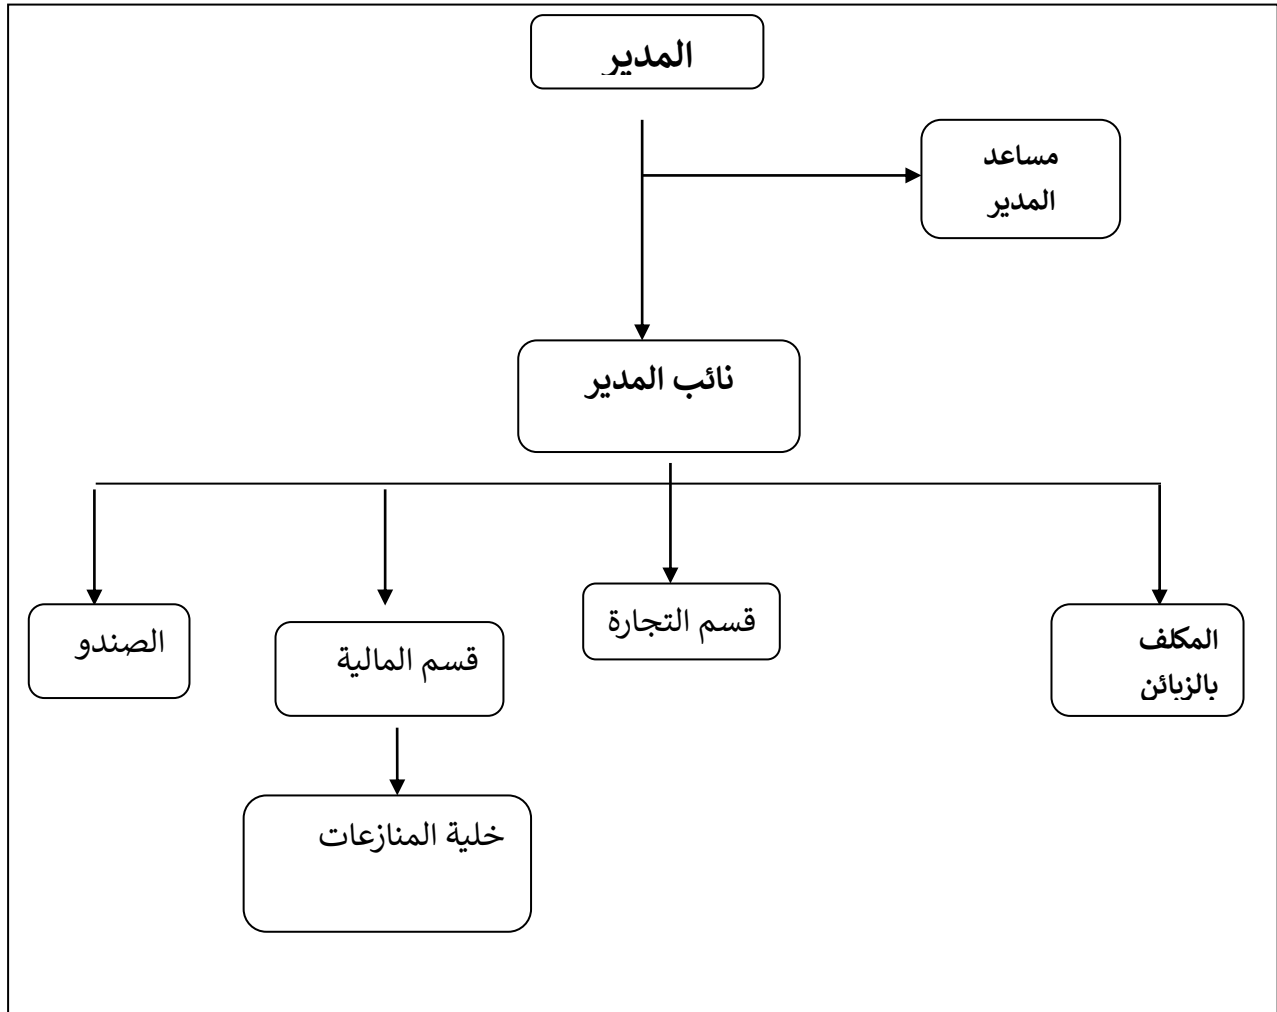 المدير
مساعد
المدير
نائب المدير
المكلف
بالزبائن
قسم التجارة
قسم المالية
الصندو
خلية المنازعات